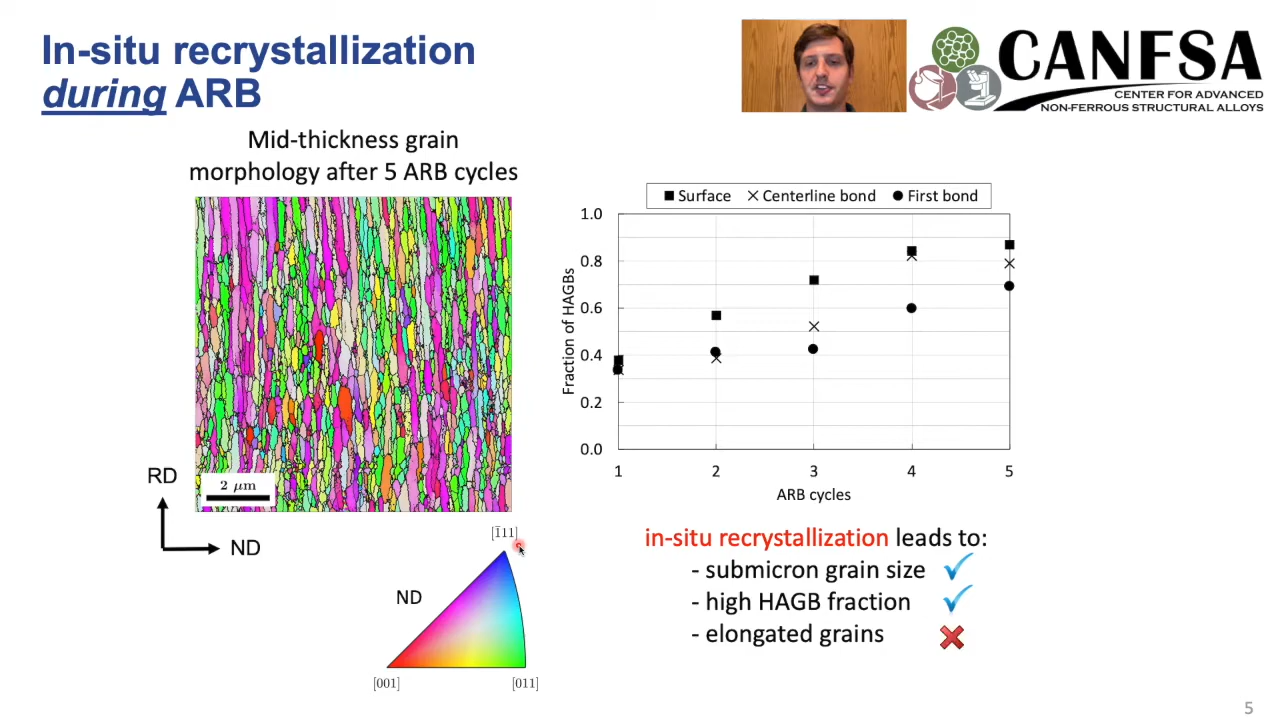 In-situ recrystallization
during ARB
CANFSA
CENTER FOR ADVANCED
NON-FERROUS STRUCTURAL ALLOYS
Mid-thickness grain
morphology after 5 ARB cycles
2 μm
RD
ND
[1̄11]
ND
[001]
[011]
Surface
Centerline bond
First bond
Fraction of HAGBs
1.0
0.8
0.6
0.4
0.2
0.0
1 2 3 4 5
ARB cycles
in-situ recrystallization leads to:
- submicron grain size
- high HAGB fraction
- elongated grains
5